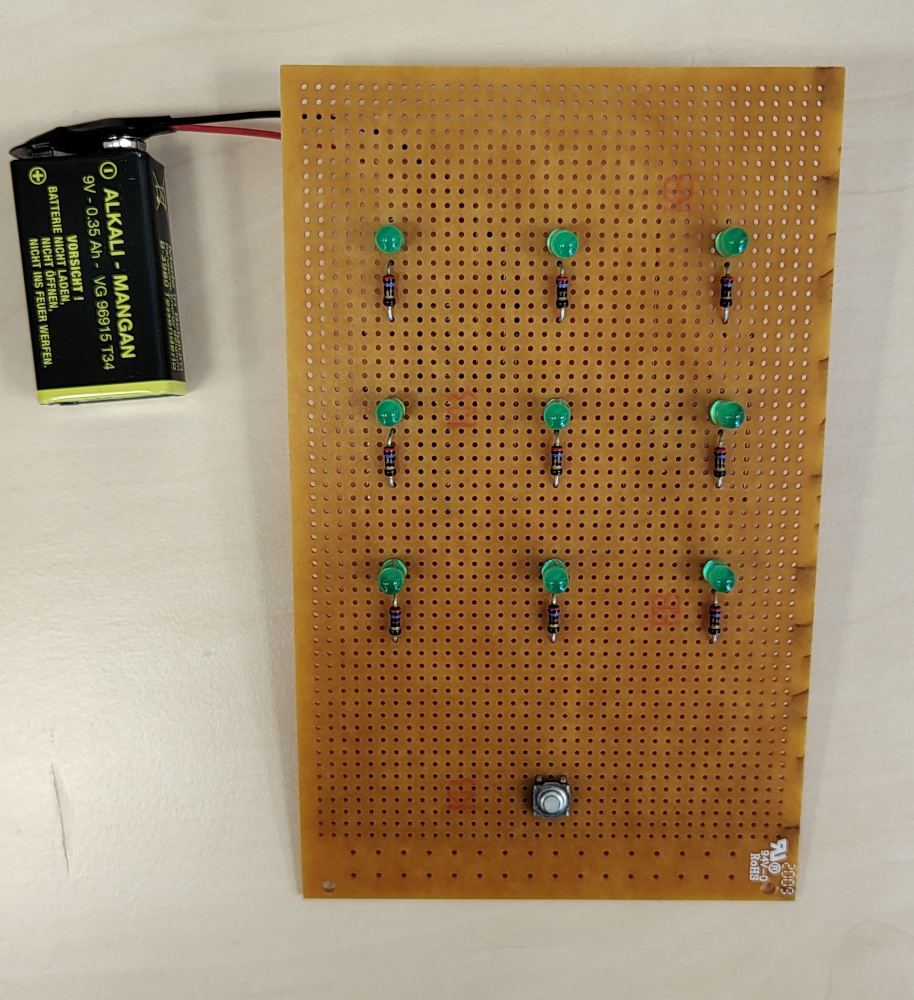 ALKALI - MANGAN
9V - 0,35 Ah - VG 96915 T34
VORSICHT !
BATTERIE NICHT LADEN,
NICHT ÖFFNEN,
NICHT INS FEUER WERFEN.
94V-0
RoHS